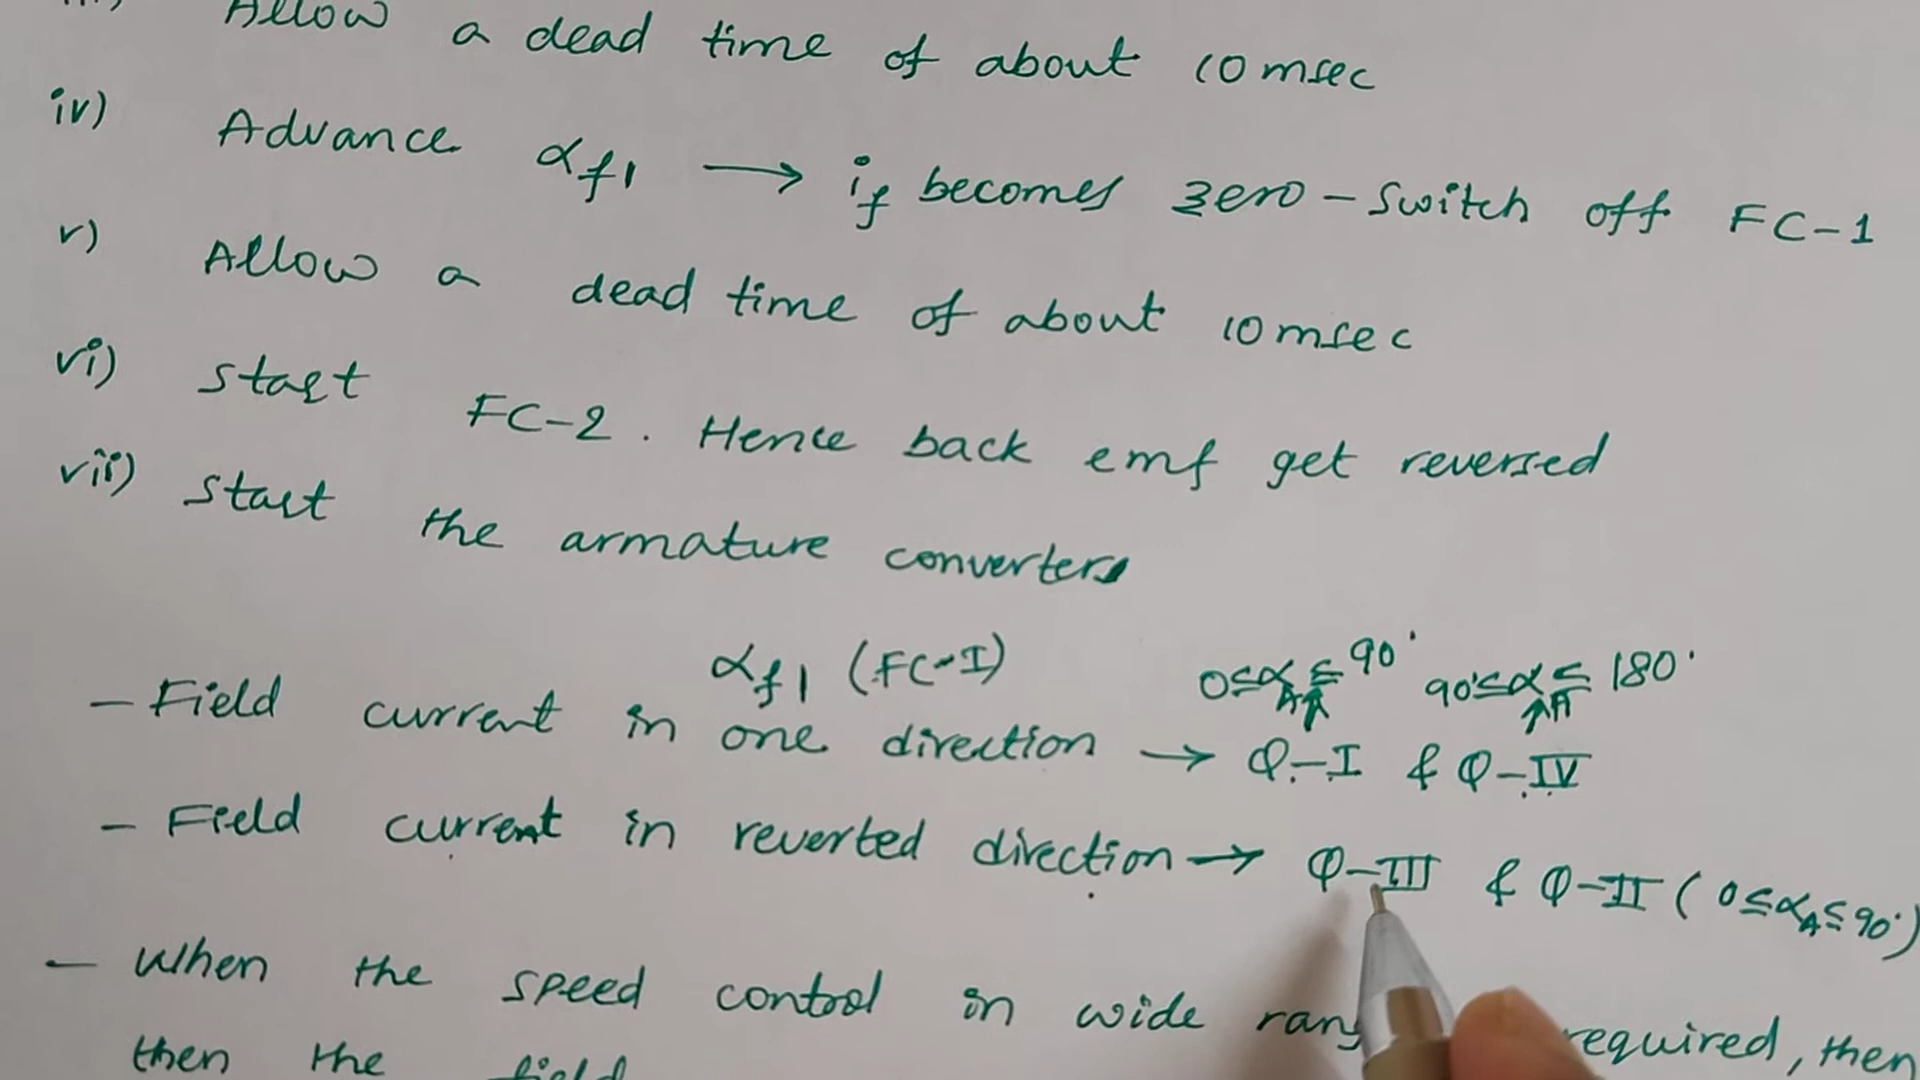 Allow a dead time of about 10 msec
iv) Advance αf1 → if becomes zero – Switch off FC-1
v) Allow a dead time of about 10 msec
vi) Start FC-2. Hence back emf get reversed
vii) Start the armature converters
αf1 (FC-I) 0≤αA≤90° 90°≤αA≤180°
– Field current in one direction → Q-I & Q-IV
– Field current in reverted direction → Q-III & Q-II (0≤αA≤90°)
– When the speed control in wide required, then
then the field